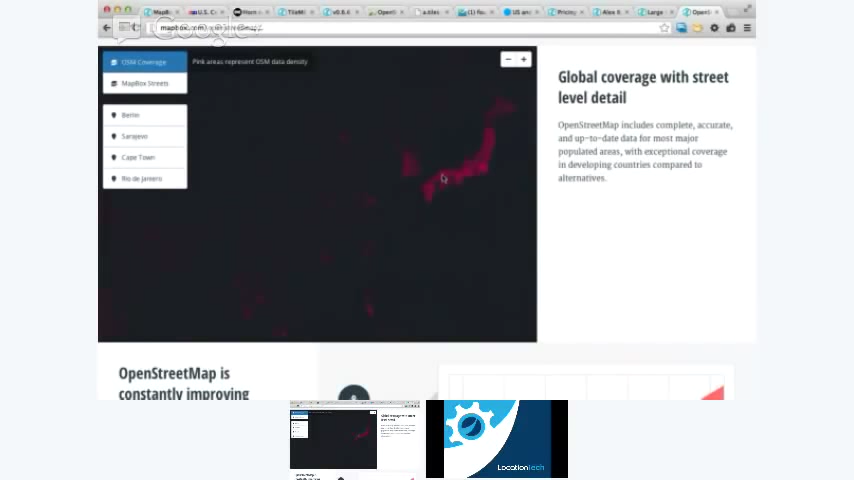 mapbox.com
OSM Coverage
Pink areas represent OSM data density
MapBox Streets
Berlin
Sarajevo
Cape Town
Rio de Janeiro
Global coverage with street
level detail
OpenStreetMap includes complete, accurate,
and up-to-date data for most major
populated areas, with exceptional coverage
in developing countries compared to
alternatives.
OpenStreetMap is
constantly improving
LocationTech